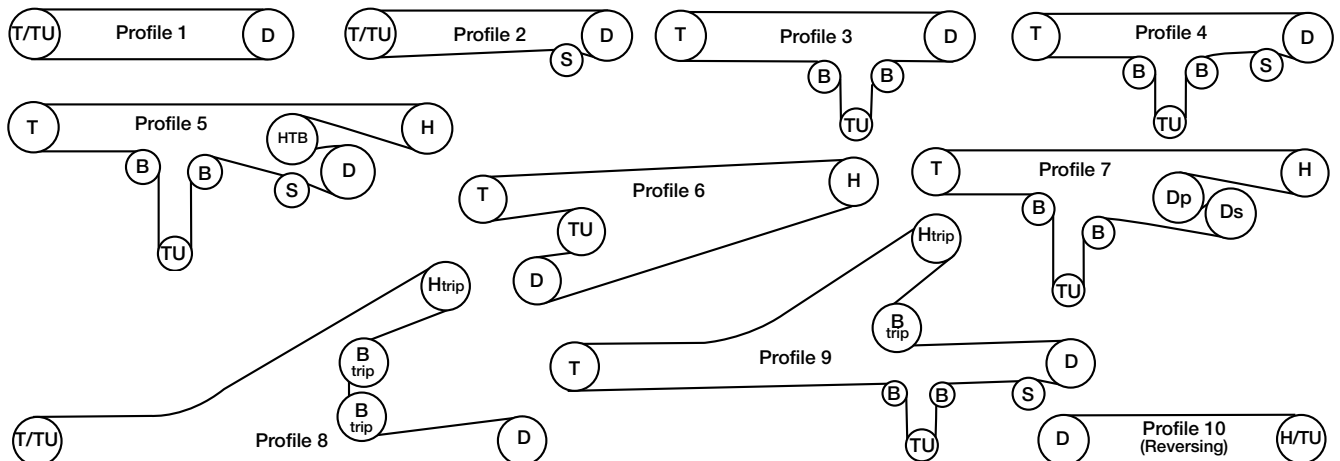 T/TU
Profile 1
D
T/TU
Profile 2
S
D
T
Profile 3
D
B
B
TU
T
Profile 4
D
B
B
S
TU
T
Profile 5
HTB
H
B
B
S
D
TU
T
Profile 6
H
TU
D
T
Profile 7
H
B
Dp
Ds
B
TU
Htrip
B
trip
B
trip
T/TU
Profile 8
D
Htrip
B
trip
T
Profile 9
D
B
B
S
TU
D
Profile 10
(Reversing)
H/TU